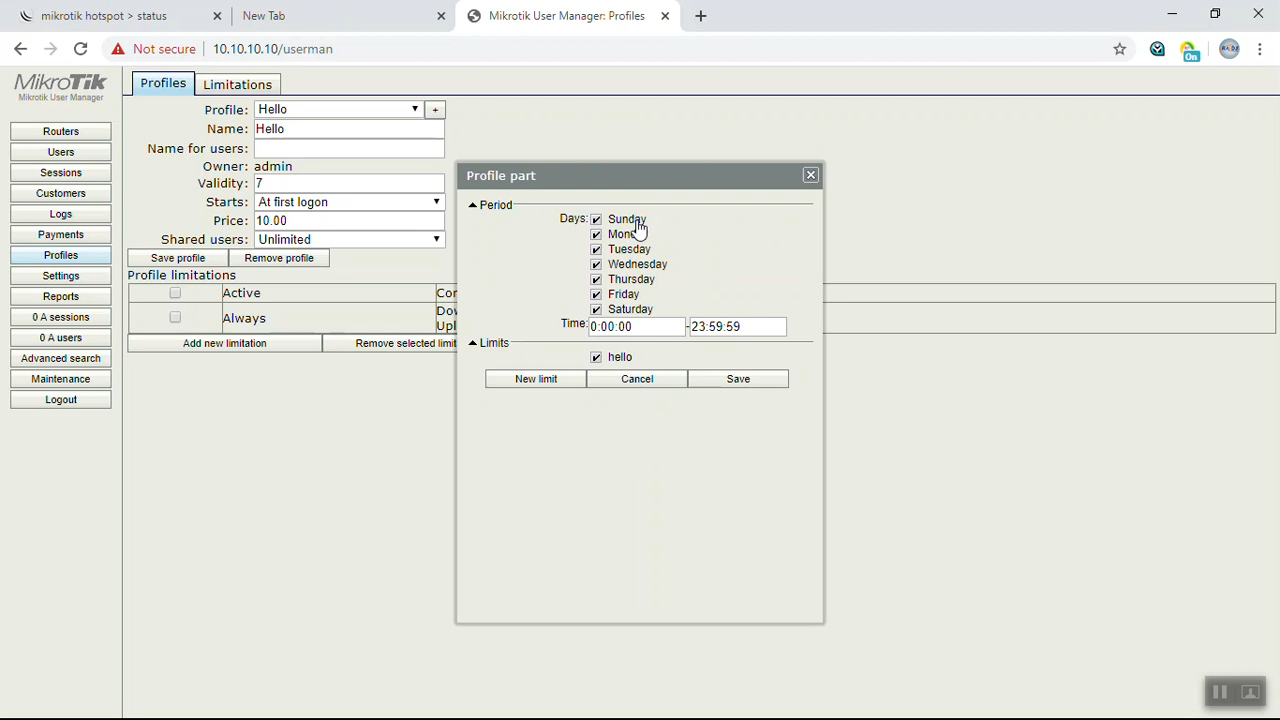 mikrotik hotspot > status
New Tab
Mikrotik User Manager: Profiles
Not secure
10.10.10.10/userman
On
MikroTik
Mikrotik User Manager
Routers
Users
Sessions
Customers
Logs
Payments
Profiles
Settings
Reports
0 A sessions
0 A users
Advanced search
Maintenance
Logout
Profiles
Limitations
Profile: Hello +
Name: Hello
Name for users:
Owner: admin
Validity: 7
Starts: At first logon
Price: 10.00
Shared users: Unlimited
Save profile
Remove profile
Profile limitations
Active
Always
Add new limitation
Profile part
Period
Days: Sunday
Tuesday
Wednesday
Thursday
Friday
Saturday
Time: 0:00:00 - 23:59:59
Limits
hello
New limit
Cancel
Save